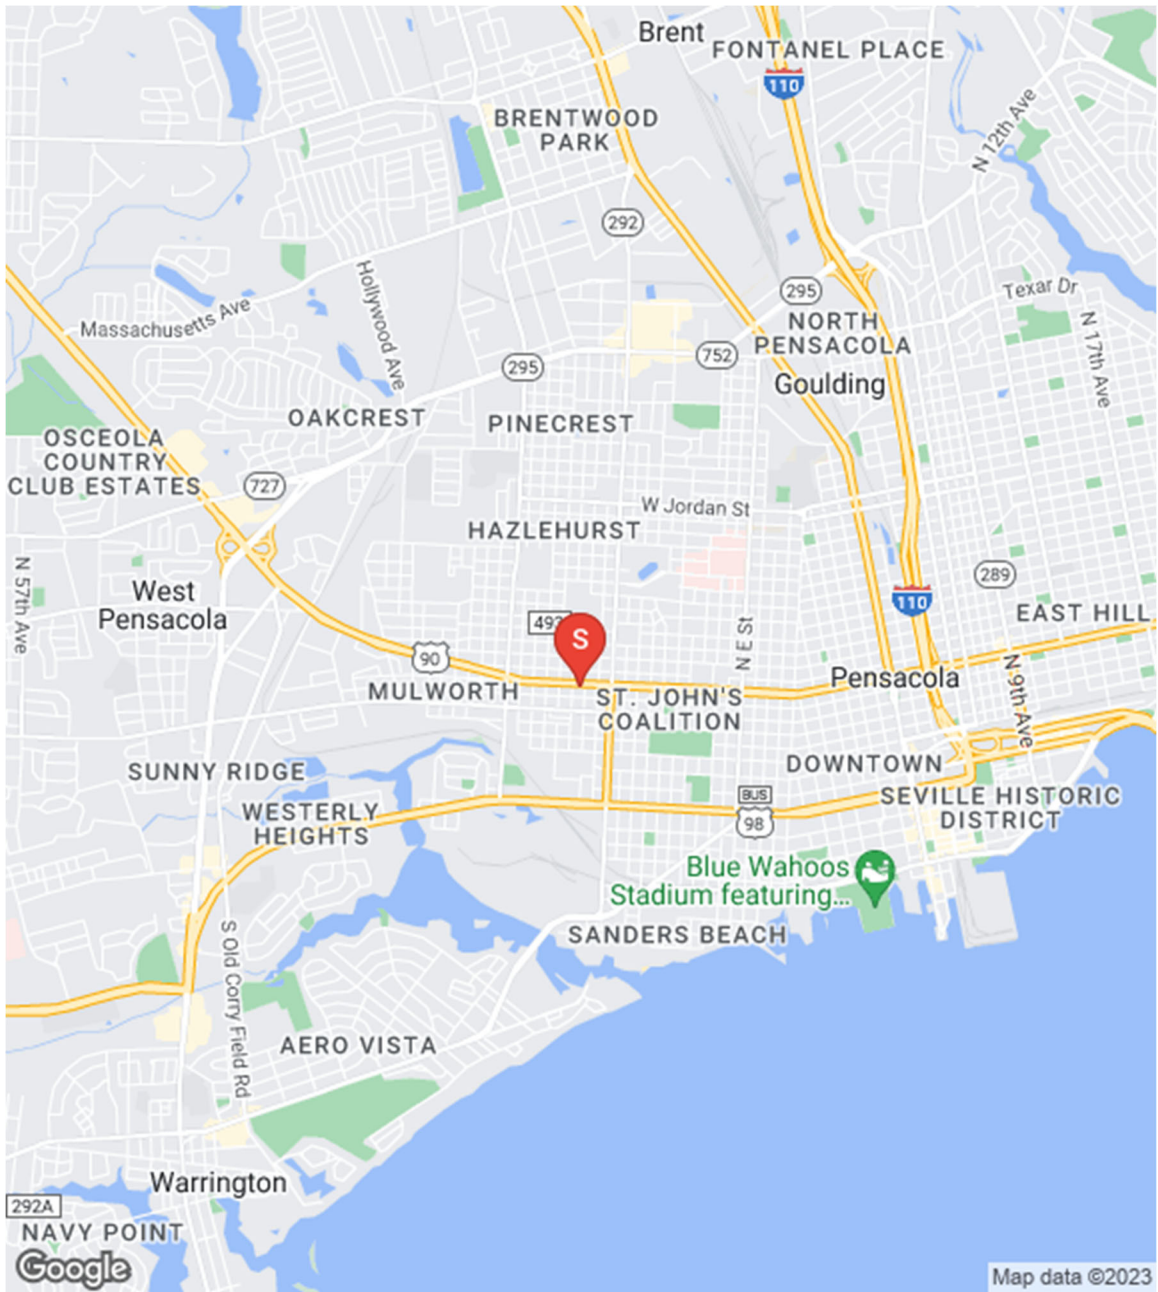 Brent
FONTANEL PLACE
110
BRENTWOOD
PARK
N 12th Ave
292
Hollywood Ave
295
Texar Dr
Massachusetts Ave
NORTH
PENSACOLA
N 17th Ave
752
295
Goulding
OAKCREST
PINECREST
OSCEOLA
COUNTRY
CLUB ESTATES
727
W Jordan St
HAZLEHURST
N 57th Ave
West
Pensacola
289
110
EAST HILL
S
N E St
90
MULWORTH
Pensacola
N 9th Ave
ST. JOHN'S
COALITION
SUNNY RIDGE
DOWNTOWN
WESTERLY
HEIGHTS
BUS
98
SEVILLE HISTORIC
DISTRICT
Blue Wahoos
Stadium featuring...
SANDERS BEACH
S Old Corry Field Rd
AERO VISTA
Warrington
292A
NAVY POINT
Google
Map data ©2023